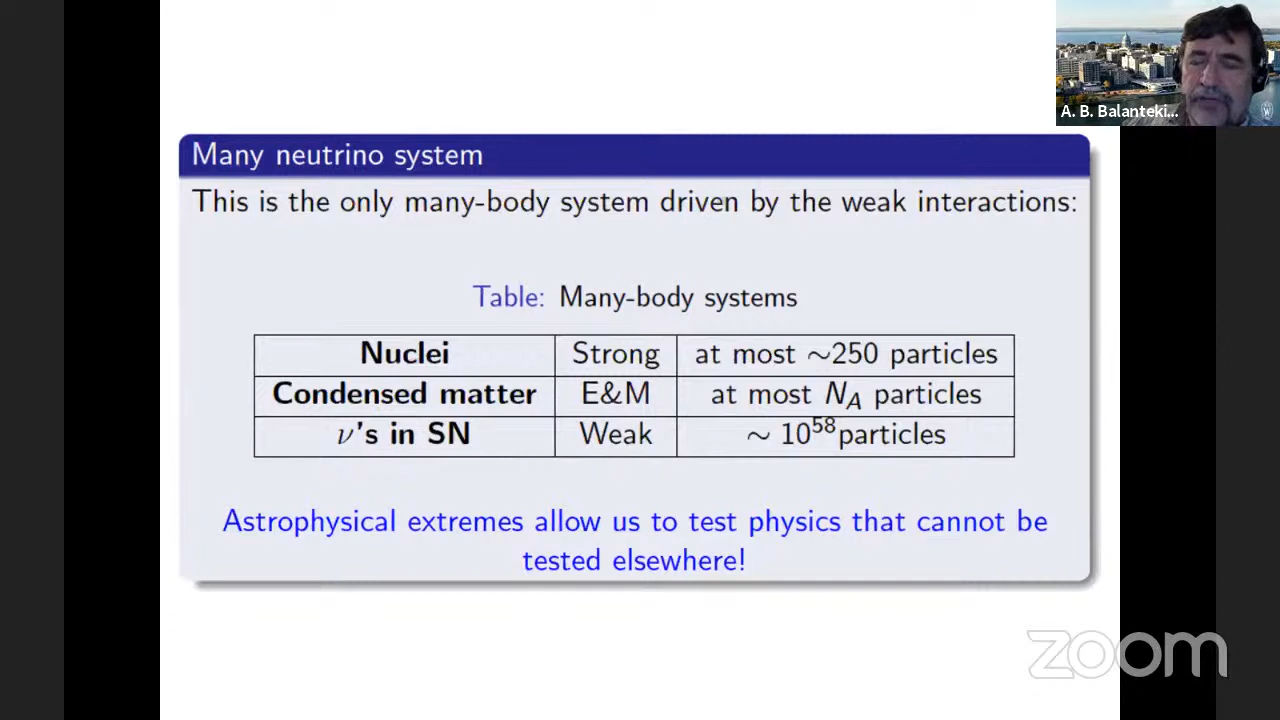 A. B. Balanteki...
Many neutrino system
This is the only many-body system driven by the weak interactions:
Table: Many-body systems
Nuclei Strong at most ~250 particles
Condensed matter E&M at most N_A particles
ν's in SN Weak ~ 10^58 particles
Astrophysical extremes allow us to test physics that cannot be
tested elsewhere!
zoom